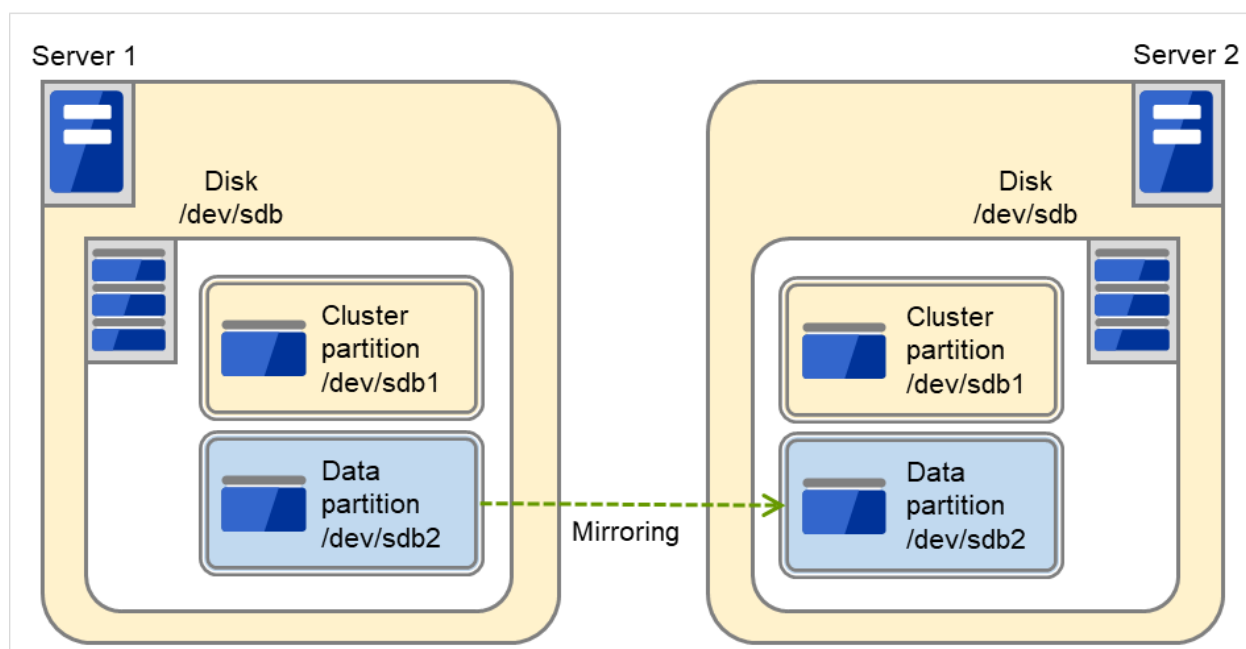 Server 1
Server 2
Disk
/dev/sdb
Disk
/dev/sdb
Cluster
partition
/dev/sdb1
Cluster
partition
/dev/sdb1
Data
partition
/dev/sdb2
Mirroring
Data
partition
/dev/sdb2